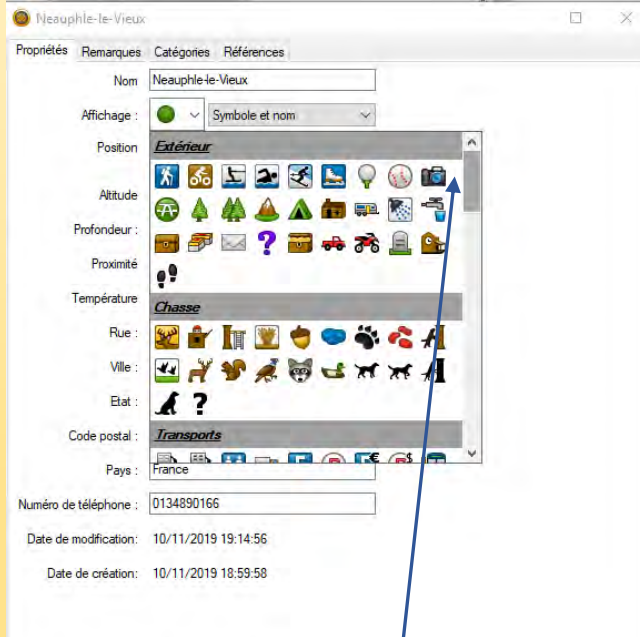 Neauphle-le-Vieux
Propriétés Remarques Catégories Références
Nom Neauphle-le-Vieux
Affichage : Symbole et nom
Position Extérieur
Altitude
Profondeur :
Proximité
Température
Chasse
Rue :
Ville :
Etat :
Code postal : Transports
Pays : France
Numéro de téléphone : 0134890166
Date de modification: 10/11/2019 19:14:56
Date de création: 10/11/2019 18:59:58